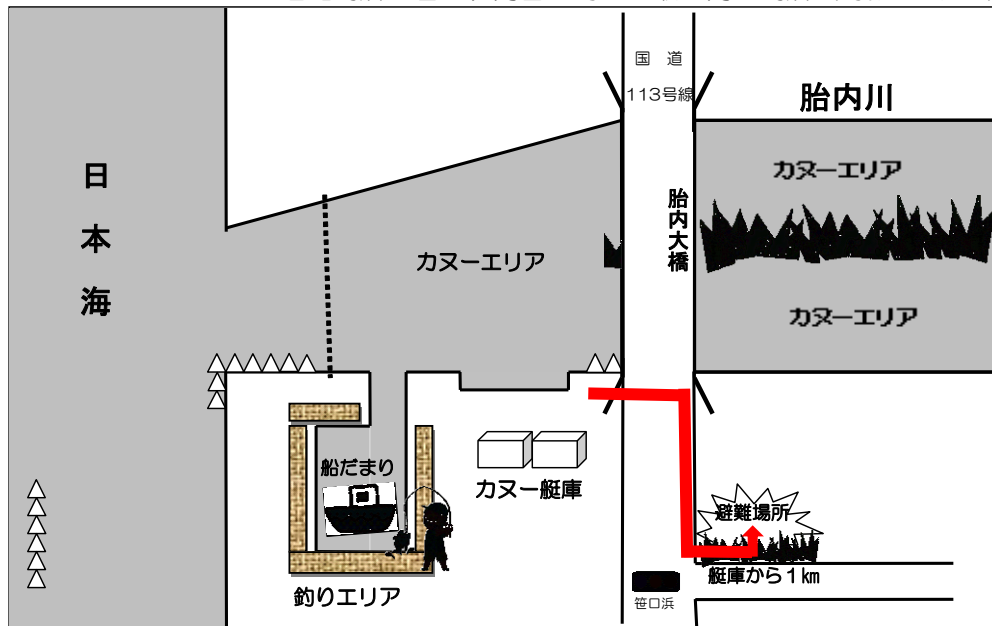 国　道
113号線
胎内川
日本海
カヌーエリア
胎内大橋
カヌーエリア
カヌーエリア
船だまり
カヌー艇庫
避難場所
艇庫から１㎞
釣りエリア
笹口浜